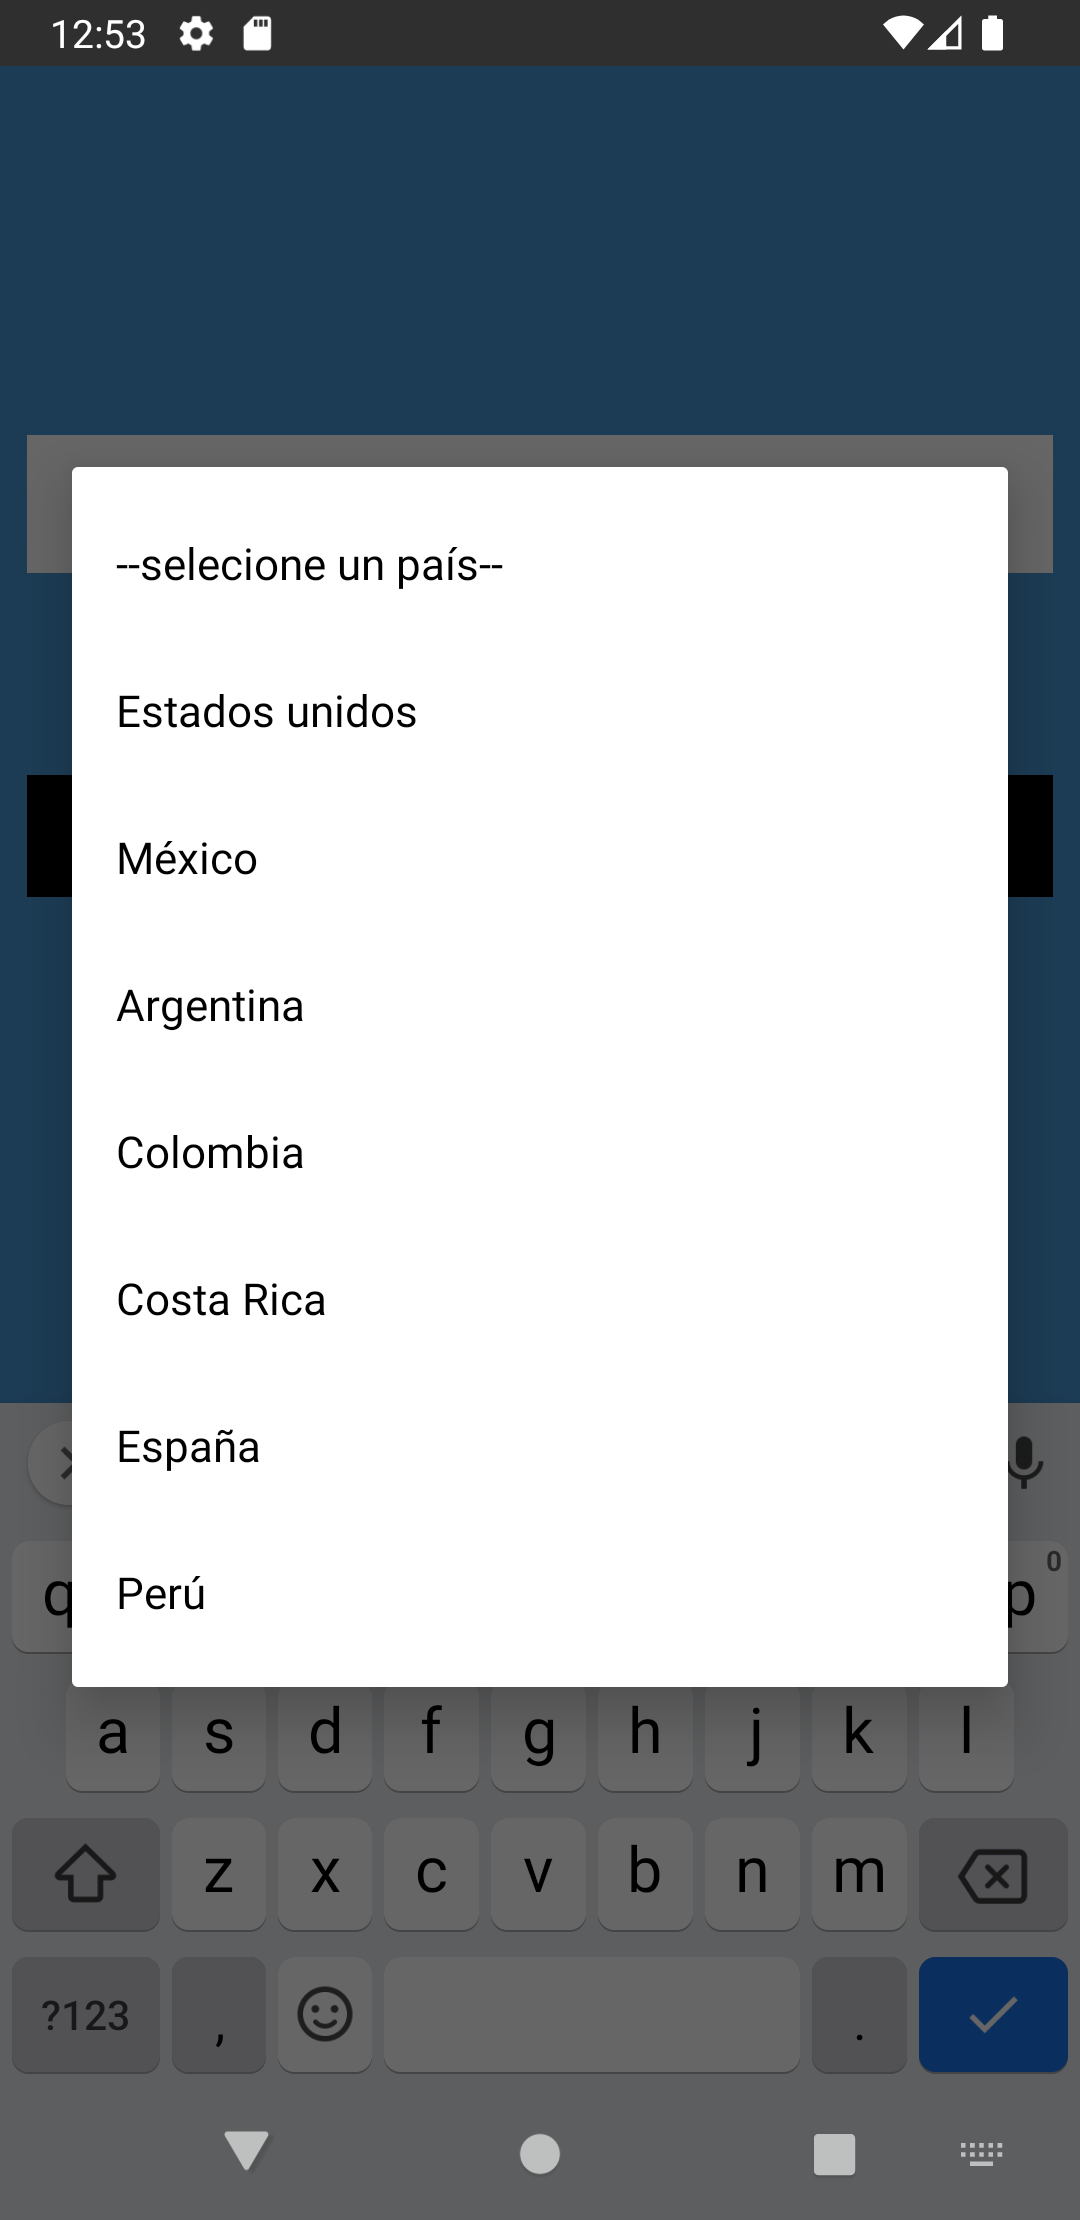 12:53
--selecione un país--
Estados unidos
México
Argentina
Colombia
Costa Rica
España
Perú
q p 0
a s d f g h j k l
z x c v b n m
?123 , .